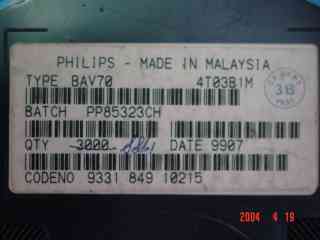 PHILIPS - MADE IN MALAYSIA
TYPE BAV70 4T03B1M
BATCH PP85323CH
QTY 3000 DATE 9907
CODENO 9331 849 10215
2004 4 19